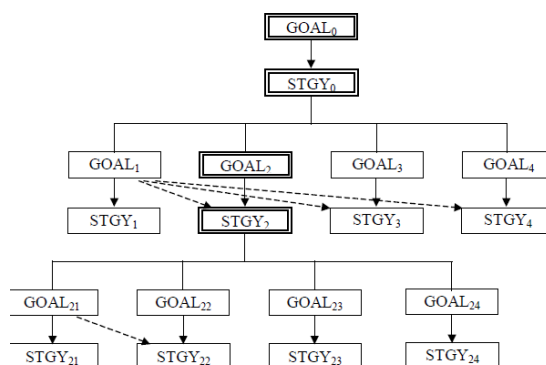 GOAL₀
STGY₀
GOAL₁ GOAL₂ GOAL₃ GOAL₄
STGY₁ STGY₂ STGY₃ STGY₄
GOAL₂₁ GOAL₂₂ GOAL₂₃ GOAL₂₄
STGY₂₁ STGY₂₂ STGY₂₃ STGY₂₄